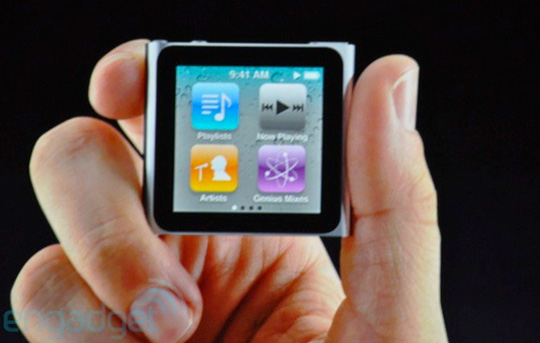 9:41 AM
Playlists
Now Playing
Artists
Genius Mixes
engadget